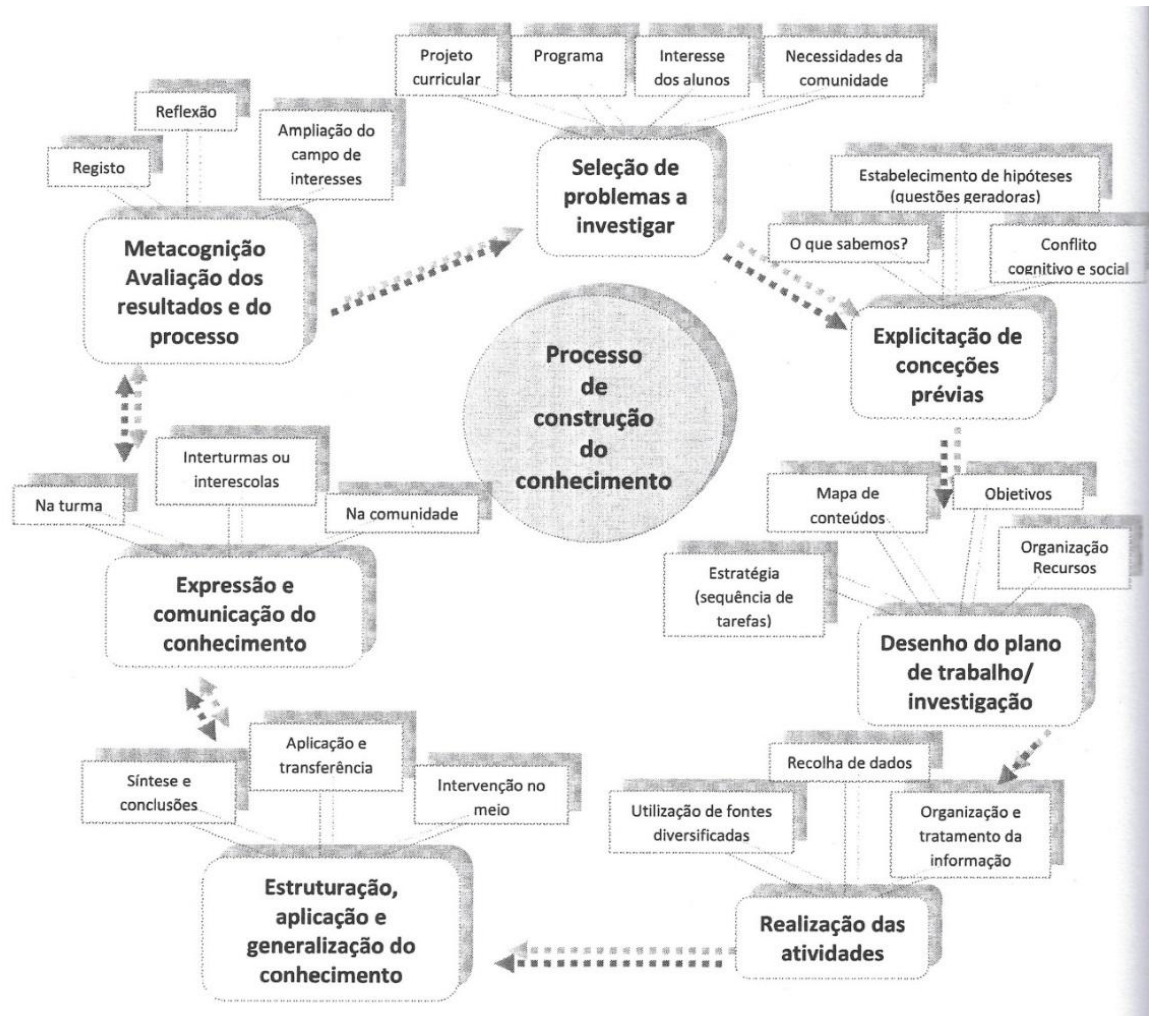 Projeto
curricular
Programa
Interesse
dos alunos
Necessidades da
comunidade
Seleção de
problemas a
investigar
Estabelecimento de hipóteses
(questões geradoras)
O que sabemos?
Conflito
cognitivo e social
Explicitação de
conceções
prévias
Mapa de
conteúdos
Objetivos
Organização
Recursos
Estratégia
(sequência de
tarefas)
Desenho do plano
de trabalho/
investigação
Recolha de dados
Utilização de fontes
diversificadas
Organização e
tratamento da
informação
Realização das
atividades
Aplicação e
transferência
Síntese e
conclusões
Intervenção no
meio
Estruturação,
aplicação e
generalização do
conhecimento
Interturmas ou
interescolas
Na turma
Na comunidade
Expressão e
comunicação do
conhecimento
Reflexão
Registo
Ampliação do
campo de
interesses
Metacognição
Avaliação dos
resultados e do
processo
Processo
de
construção
do
conhecimento